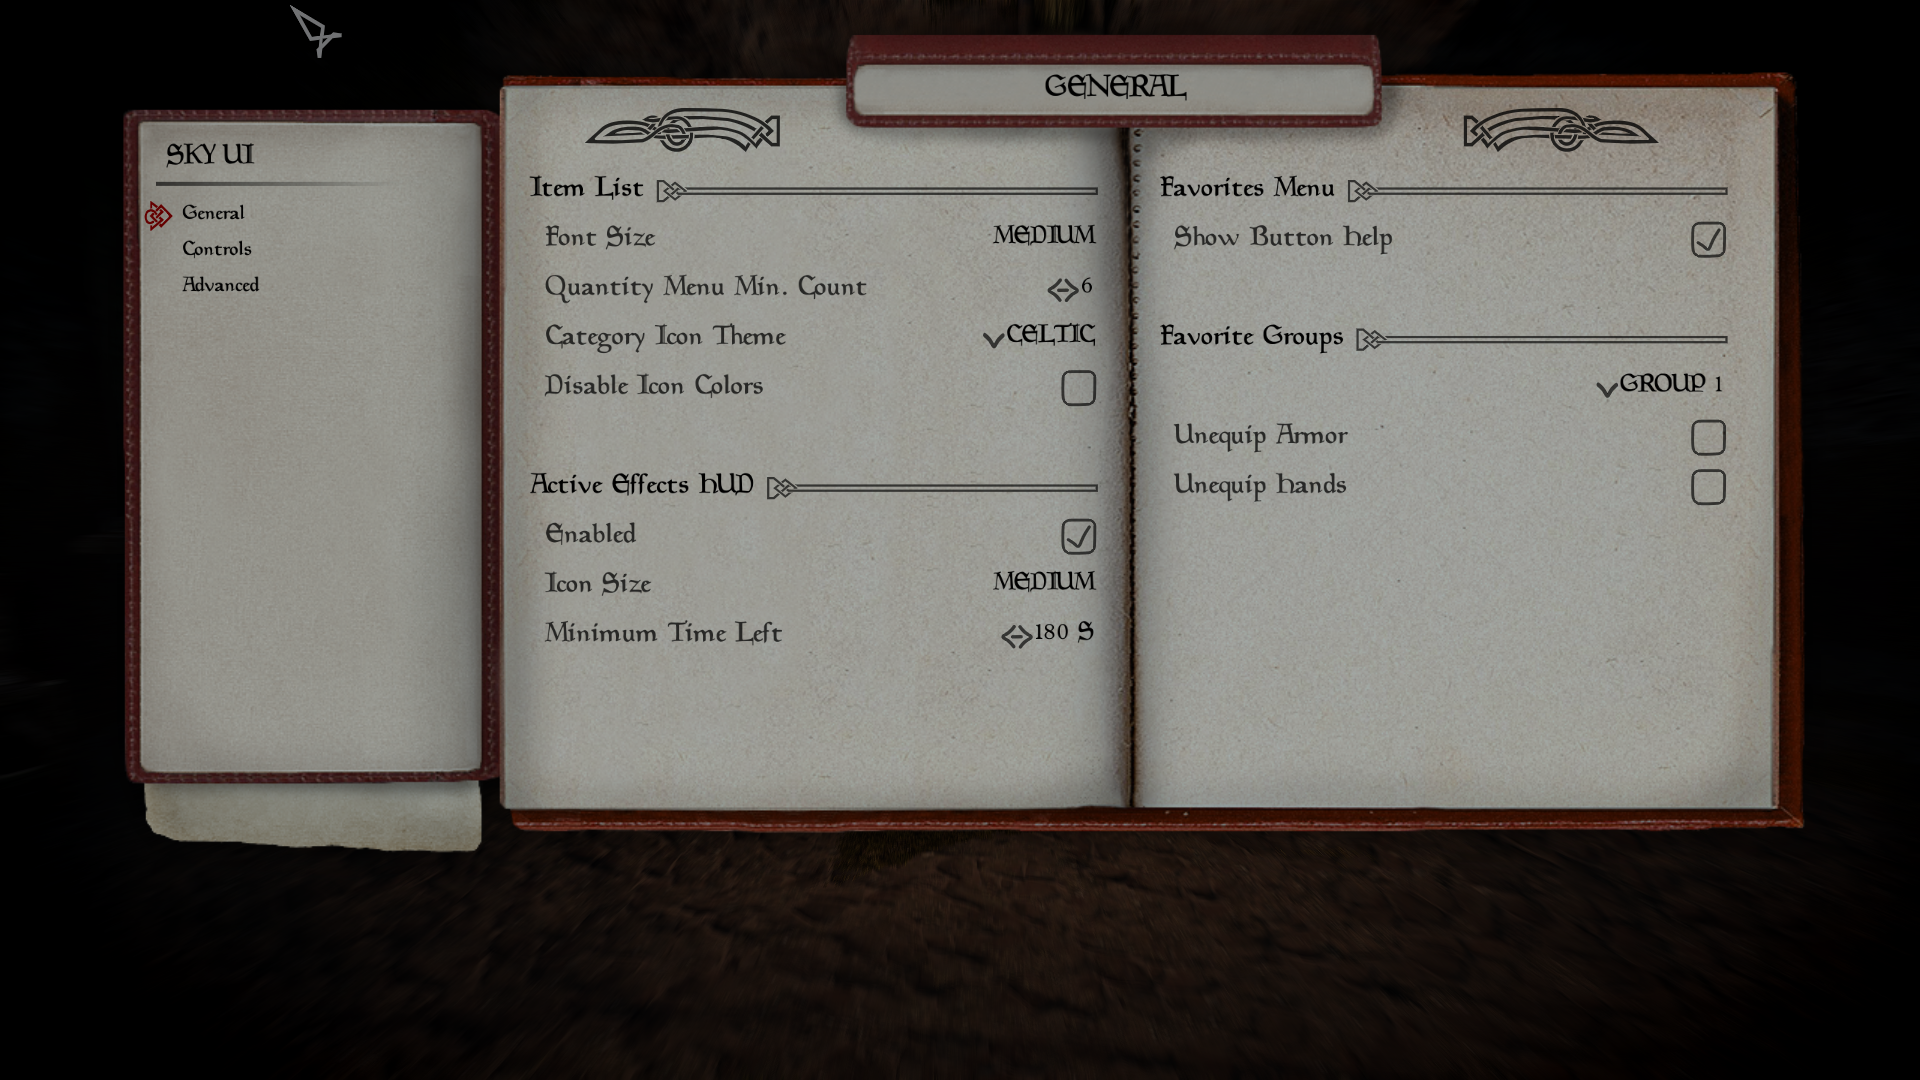 GENERAL
SKY UI
General
Controls
Advanced
Item List
Font Size MEDIUM
Quantity Menu Min. Count 6
Category Icon Theme CELTIC
Disable Icon Colors
Active Effects HUD
Enabled
Icon Size MEDIUM
Minimum Time Left 180 S
Favorites Menu
Show Button Help
Favorite Groups
GROUP 1
Unequip Armor
Unequip Hands